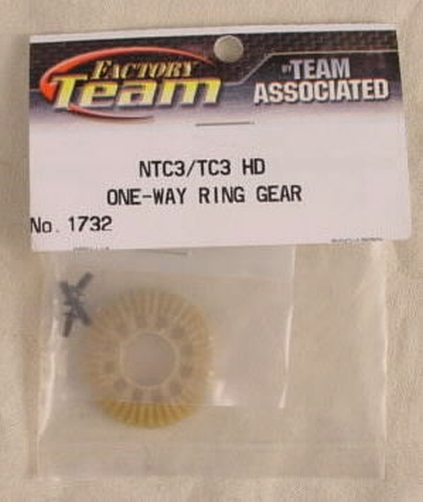 FACTORY
Team
BY TEAM
ASSOCIATED
NTC3/TC3 HD
ONE-WAY RING GEAR
No. 1732